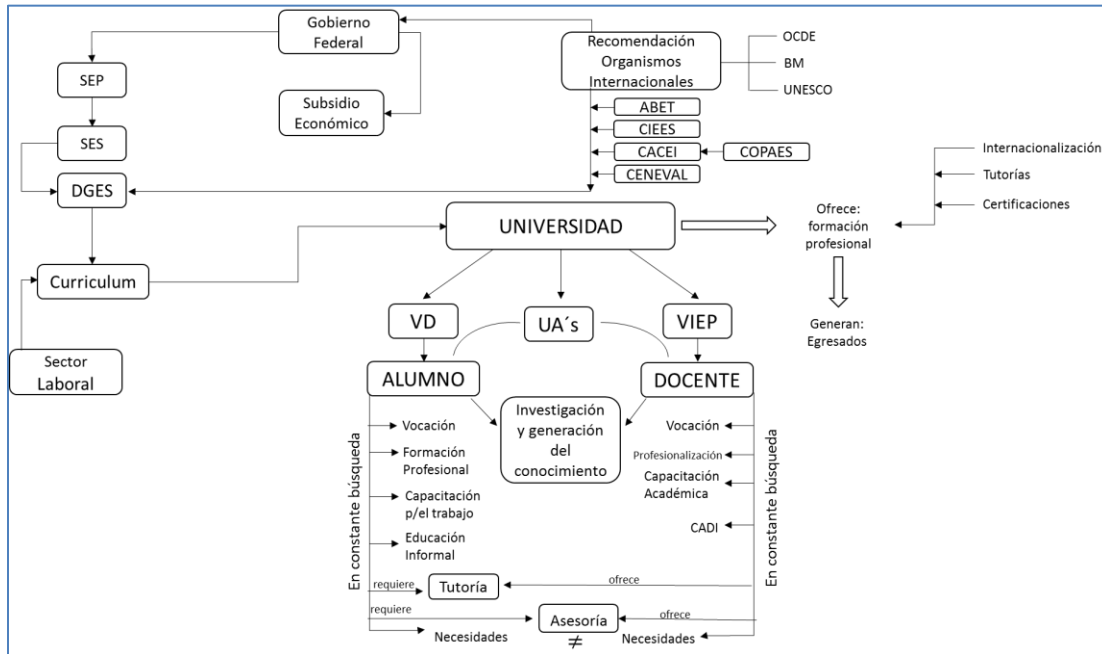 Gobierno
Federal
Recomendación
Organismos
Internacionales
OCDE
BM
UNESCO
SEP
Subsidio
Económico
ABET
CIEES
CACEI
COPAES
CENEVAL
SES
DGES
Internacionalización
Tutorías
Certificaciones
UNIVERSIDAD
Ofrece:
formación
profesional
Curriculum
Generan:
Egresados
VD
UA´s
VIEP
Sector
Laboral
ALUMNO
DOCENTE
Investigación
y generación
del
conocimiento
En constante búsqueda
Vocación
Formación
Profesional
Capacitación
p/el trabajo
Educación
Informal
Vocación
Profesionalización
Capacitación
Académica
CADI
En constante búsqueda
requiere
Tutoría
ofrece
requiere
Asesoría
ofrece
Necesidades
≠
Necesidades